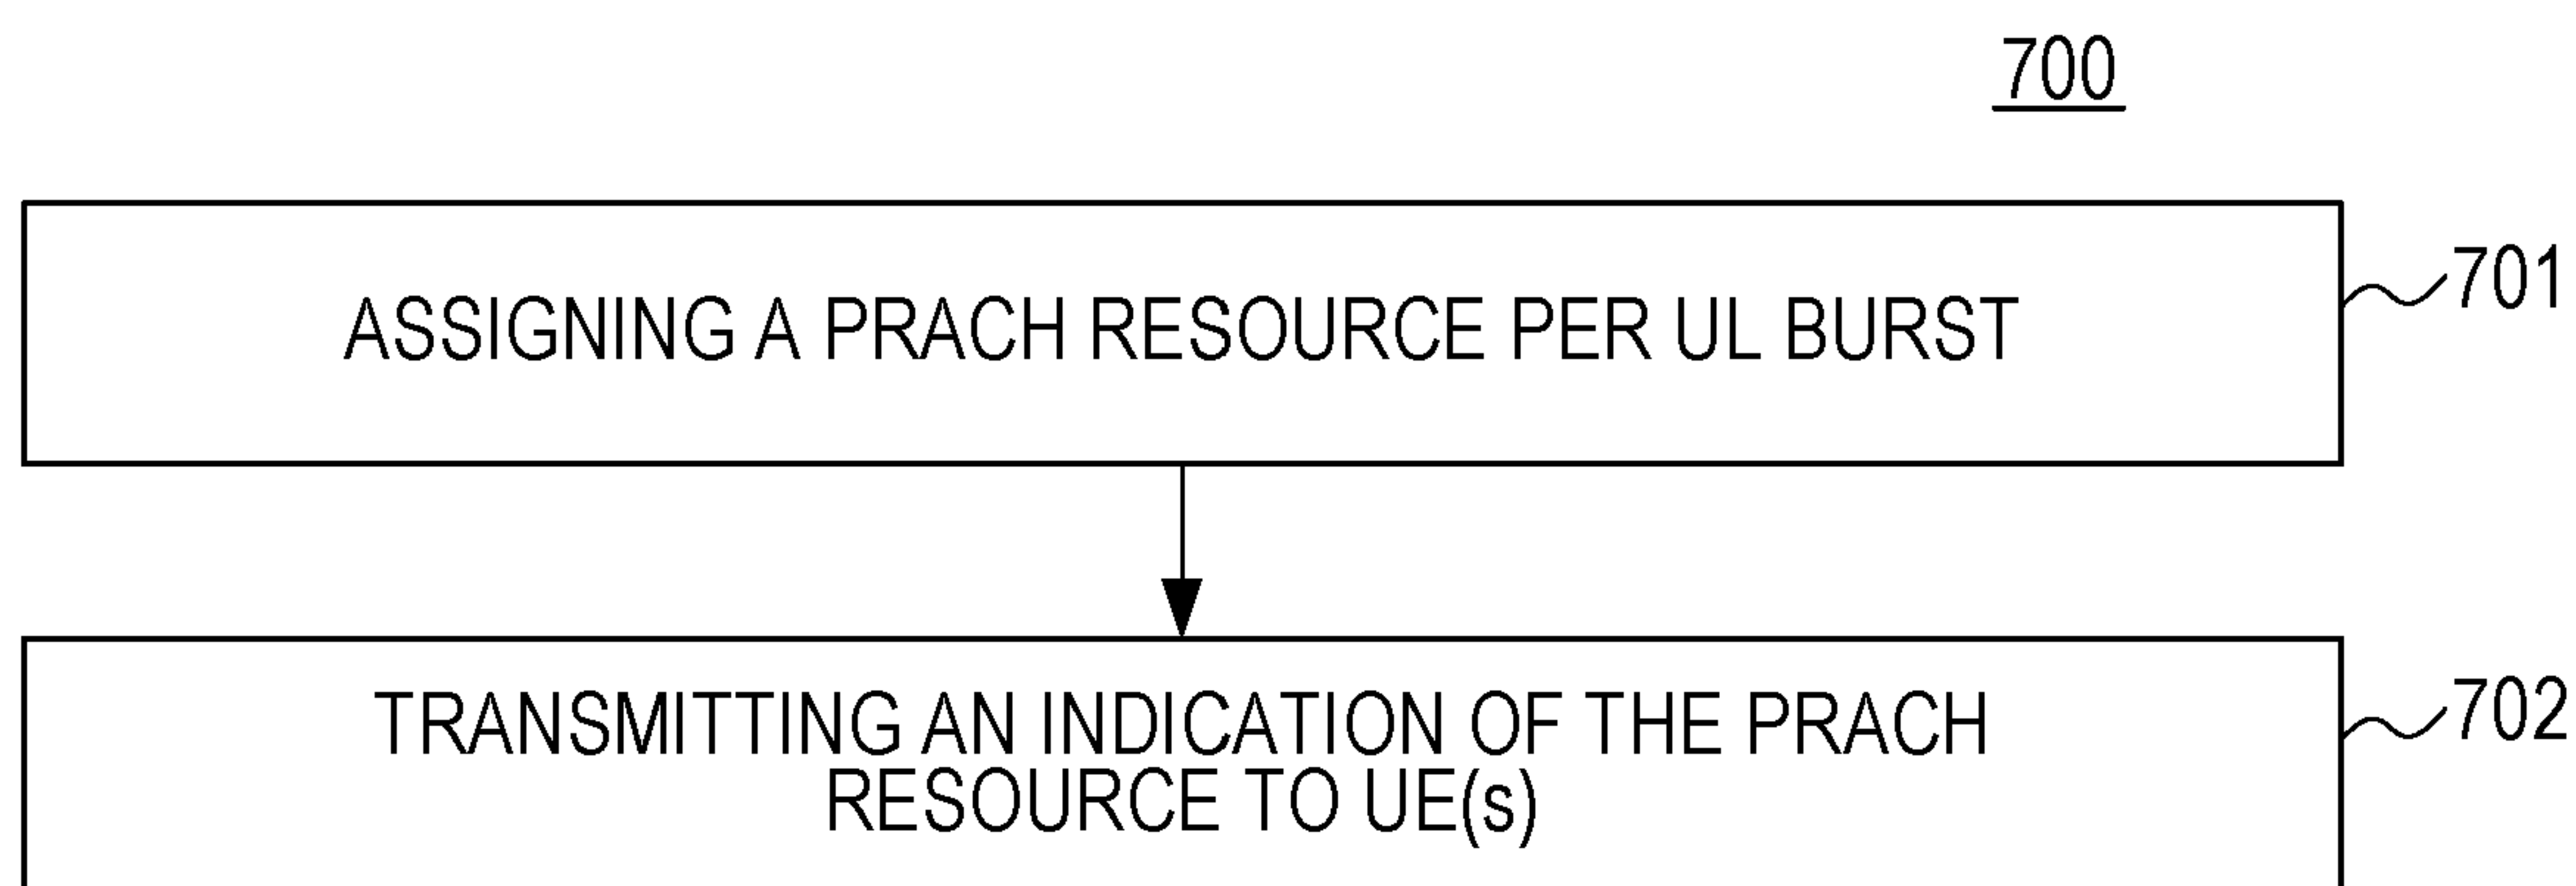 700
ASSIGNING A PRACH RESOURCE PER UL BURST
701
TRANSMITTING AN INDICATION OF THE PRACH
RESOURCE TO UE(s)
702